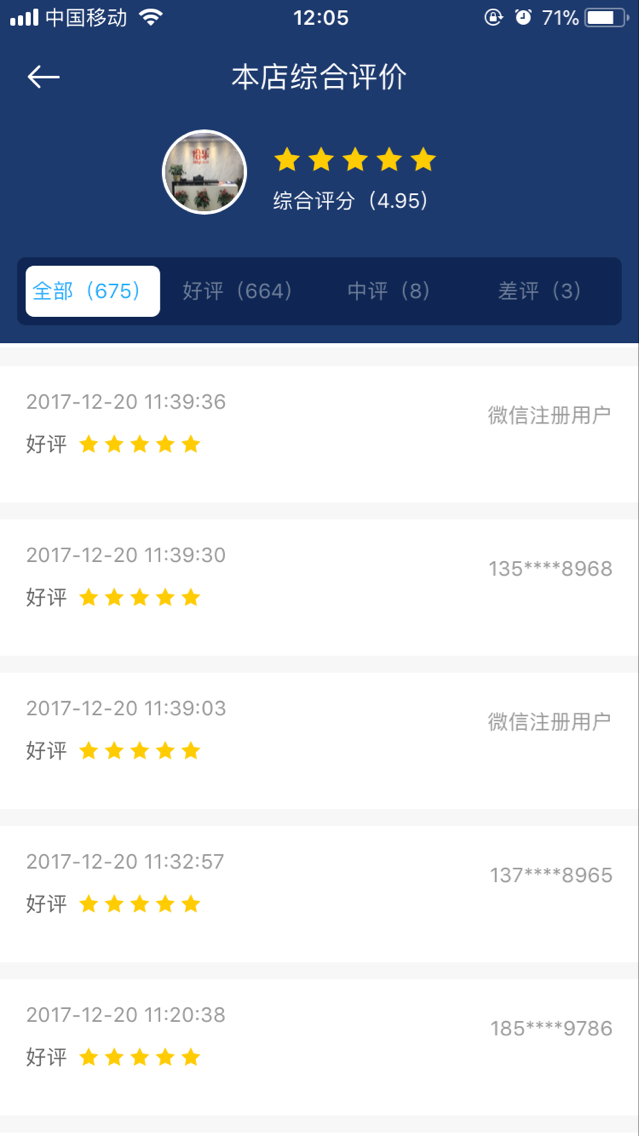 中国移动 12:05 71%
本店综合评价
综合评分（4.95）
全部（675） 好评（664） 中评（8） 差评（3）
2017-12-20 11:39:36
微信注册用户
好评
2017-12-20 11:39:30
135****8968
好评
2017-12-20 11:39:03
微信注册用户
好评
2017-12-20 11:32:57
137****8965
好评
2017-12-20 11:20:38
185****9786
好评